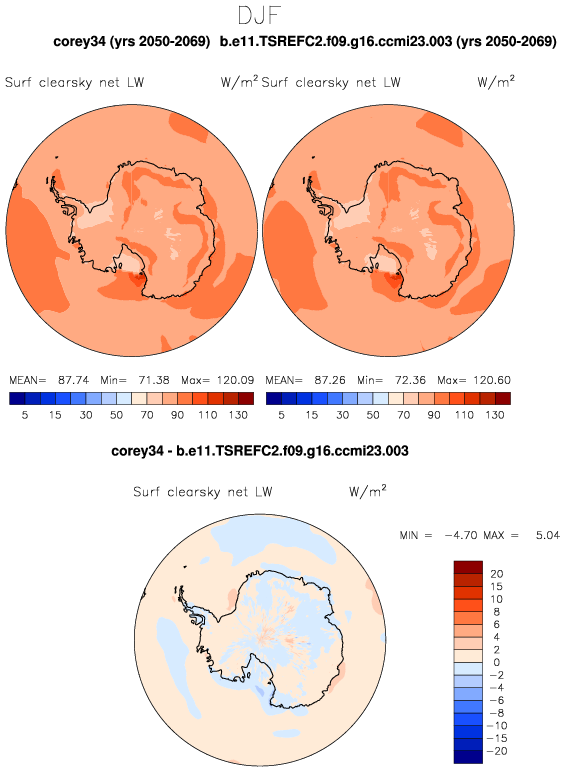 DJF
corey34 (yrs 2050-2069) b.e11.TSREFC2.f09.g16.ccmi23.003 (yrs 2050-2069)
Surf clearsky net LW W/m² Surf clearsky net LW W/m²
MEAN= 87.74 Min= 71.38 Max= 120.09 MEAN= 87.26 Min= 72.36 Max= 120.60
5 15 30 50 70 90 110 130 5 15 30 50 70 90 110 130
corey34 - b.e11.TSREFC2.f09.g16.ccmi23.003
Surf clearsky net LW W/m²
MIN = −4.70 MAX = 5.04
20
15
10
8
6
4
2
0
−2
−4
−6
−8
−10
−15
−20